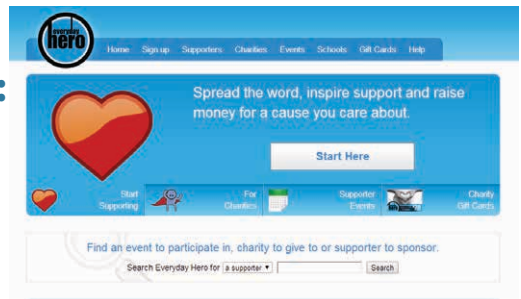 everyday
hero
Home Sign up Supporters Charities Events Schools Gift Cards Help
:
Spread the word, inspire support and raise
money for a cause you care about.
Start Here
Start
Supporting
For
Charities
Supporter
Events
Charity
Gift Cards
Find an event to participate in, charity to give to or supporter to sponsor.
Search Everyday Hero for a supporter Search